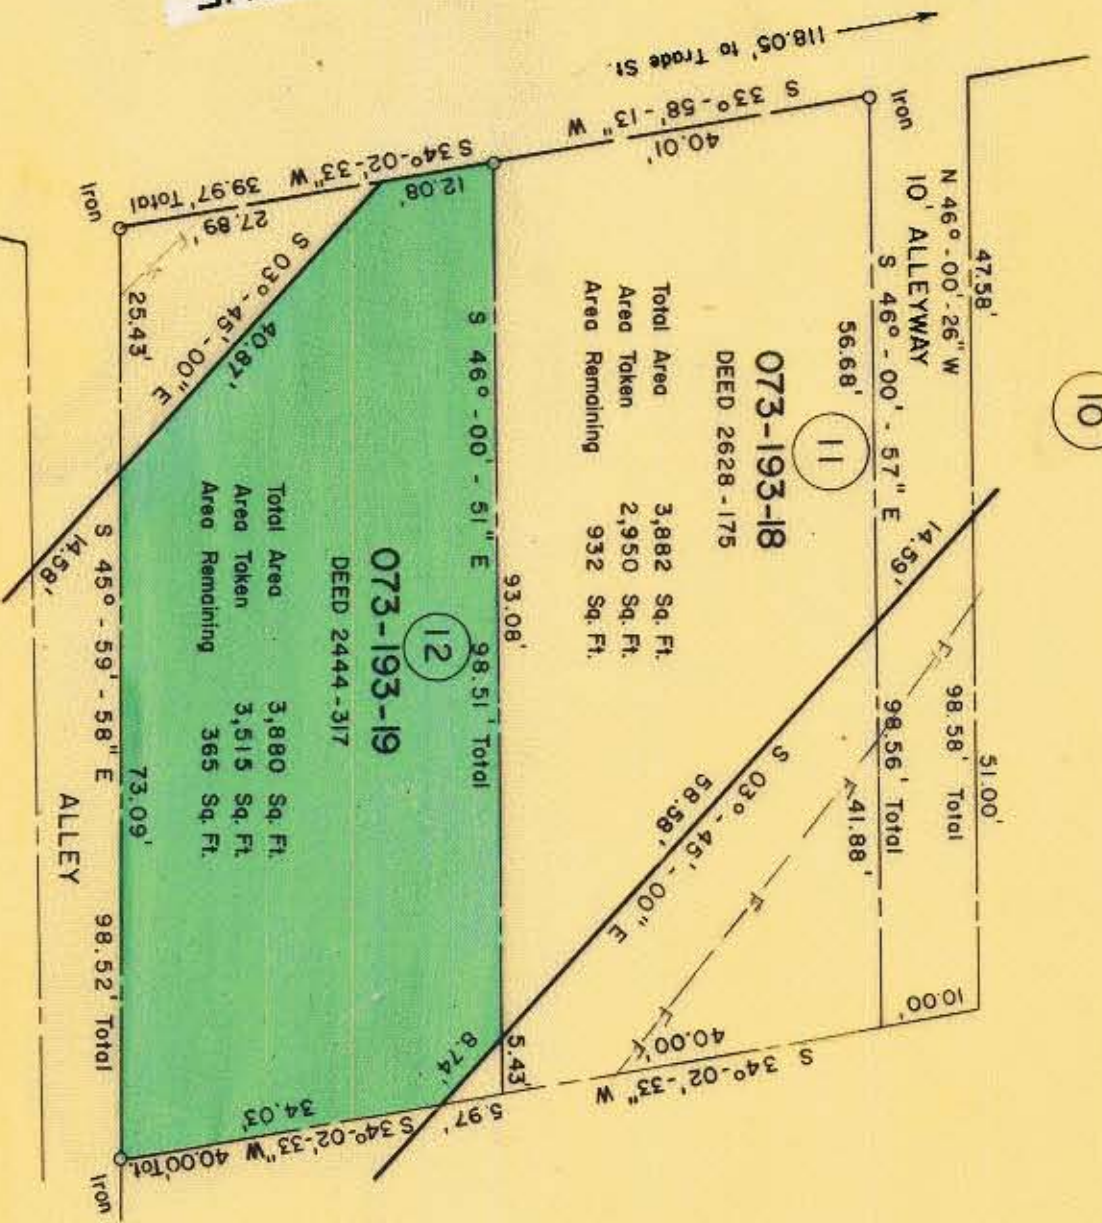 118.05' to Trade St.
Iron
S 33°-58'-13" W
40.01'
47.58'
N 46°-00'-26" W
10' ALLEYWAY
10
S 46°-00'-57" E
56.68'
98.56' Total
41.88'
14.59'
98.58' Total
51.00'
10.00'
11
073-193-18
DEED 2628-175
Total Area 3,882 Sq. Ft.
Area Taken 2,950 Sq. Ft.
Area Remaining 932 Sq. Ft.
S 03°-45'-00" E
58.58'
40.00'
S 34°-02'-33" W
S 34°-02'-33" W
39.97' Total
12.08'
27.89'
Iron
S 46°-00'-51" E
98.51' Total
93.08'
5.43'
12
073-193-19
DEED 2444-317
Total Area 3,880 Sq. Ft.
Area Taken 3,515 Sq. Ft.
Area Remaining 365 Sq. Ft.
S 03°-45'-00" E
40.87'
25.43'
14.58'
S 45°-59'-58" E
73.09'
98.52' Total
ALLEY
8.74'
5.97'
34.03'
S 34°-02'-33" W
40.00' Tot.
Iron
F
F
F
F
F
F